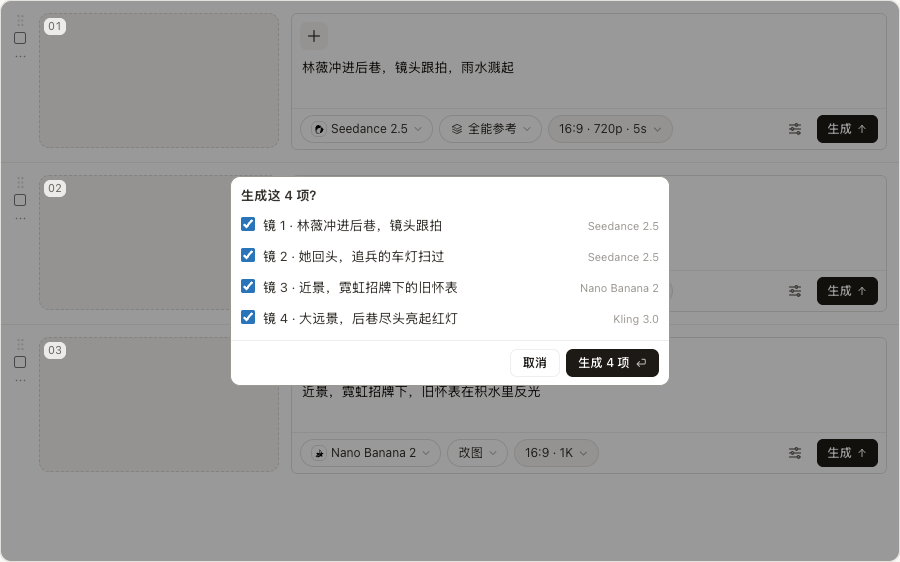 01
林薇冲进后巷，镜头跟拍，雨水溅起
Seedance 2.5
全能参考
16:9 · 720p · 5s
生成 ↑
02
生成这 4 项?
镜 1 · 林薇冲进后巷，镜头跟拍
Seedance 2.5
镜 2 · 她回头，追兵的车灯扫过
Seedance 2.5
镜 3 · 近景，霓虹招牌下的旧怀表
Nano Banana 2
镜 4 · 大远景，后巷尽头亮起红灯
Kling 3.0
取消
生成 4 项
生成 ↑
03
近景，霓虹招牌下，旧怀表在积水里反光
Nano Banana 2
改图
16:9 · 1K
生成 ↑